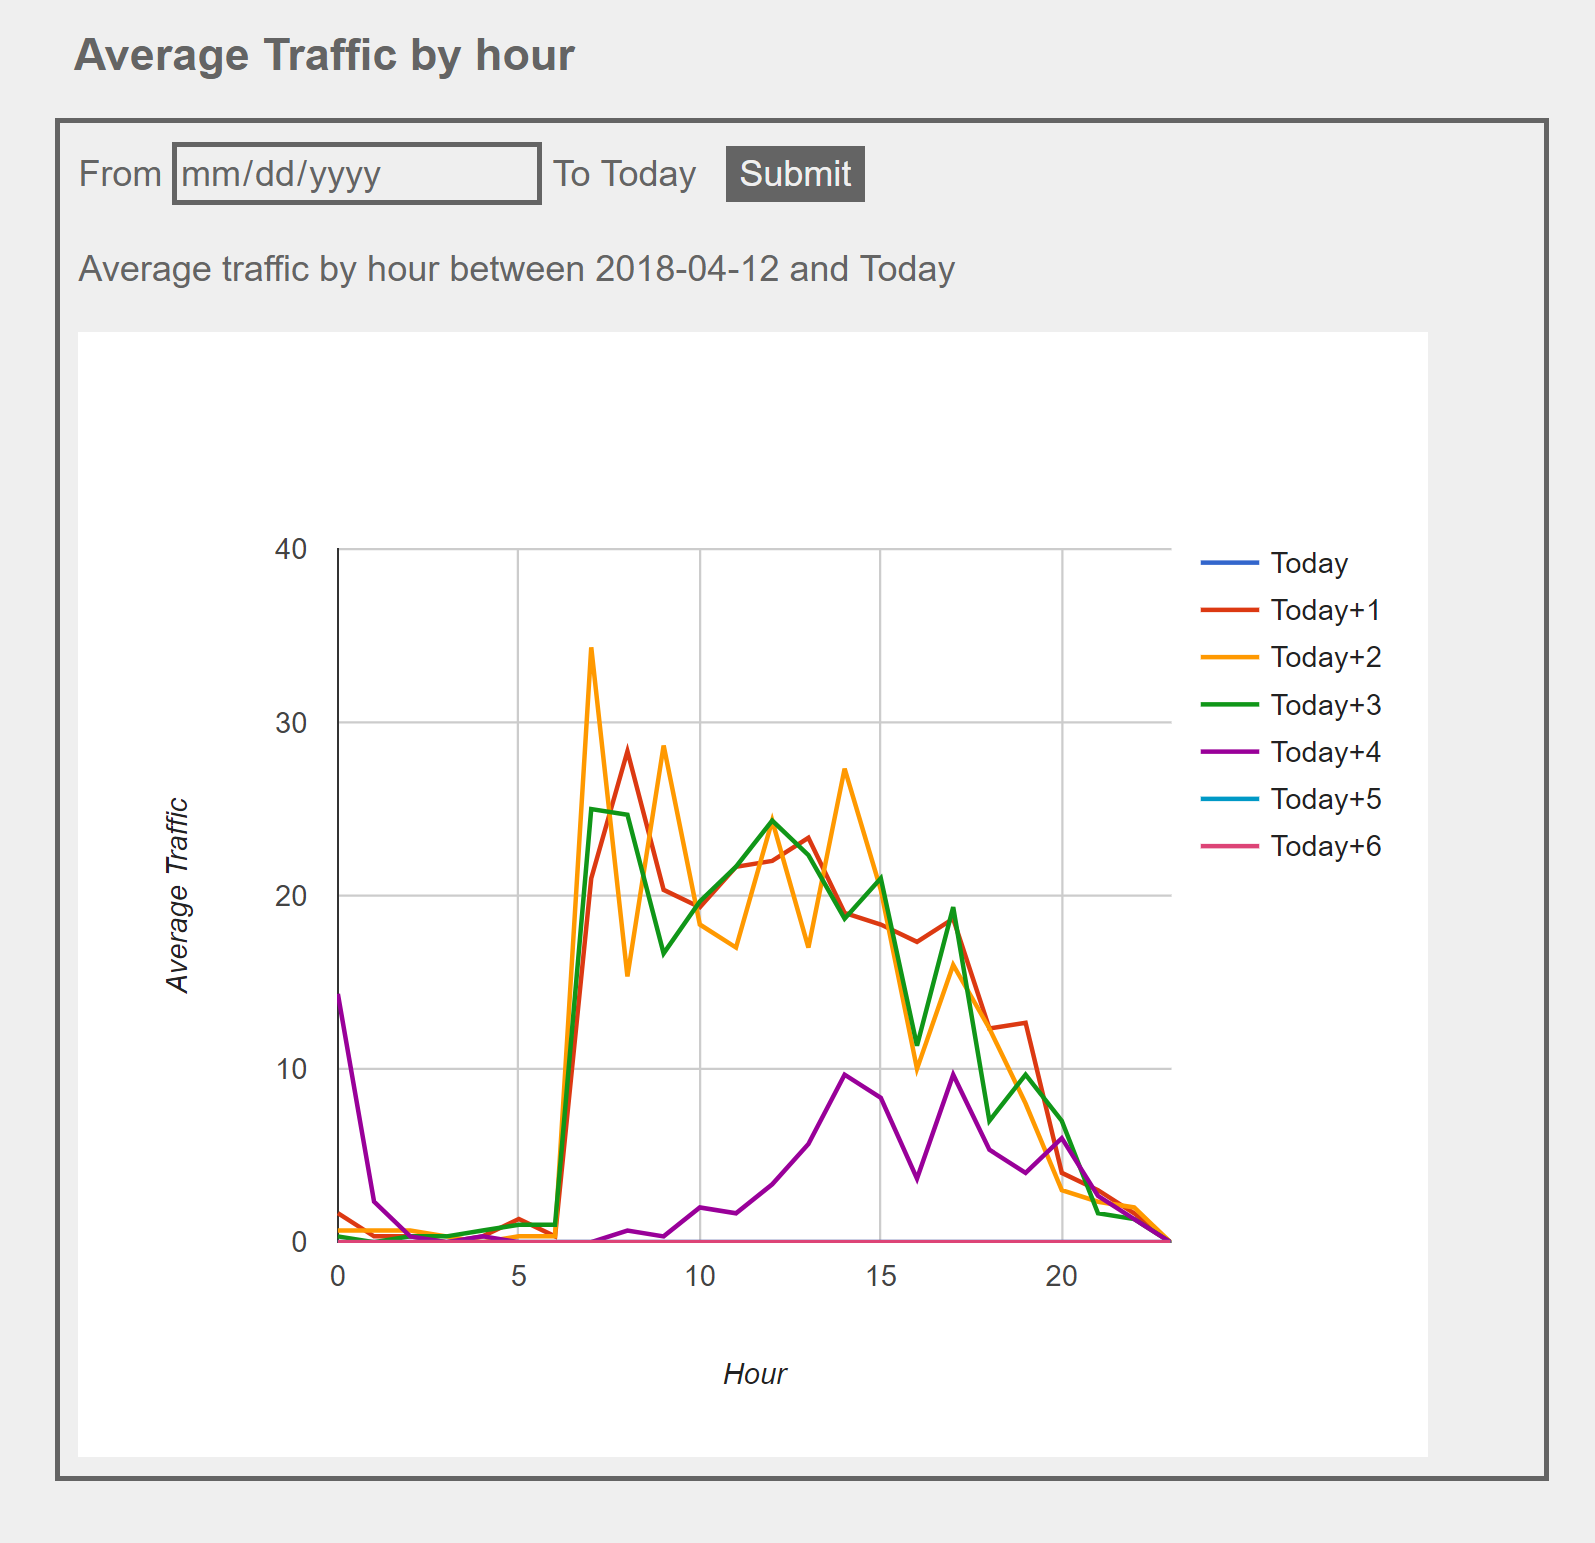 Average Traffic by hour
From mm/dd/yyyy To Today Submit
Average traffic by hour between 2018-04-12 and Today
40
30
20
10
0
Average Traffic
0 5 10 15 20
Hour
Today
Today+1
Today+2
Today+3
Today+4
Today+5
Today+6